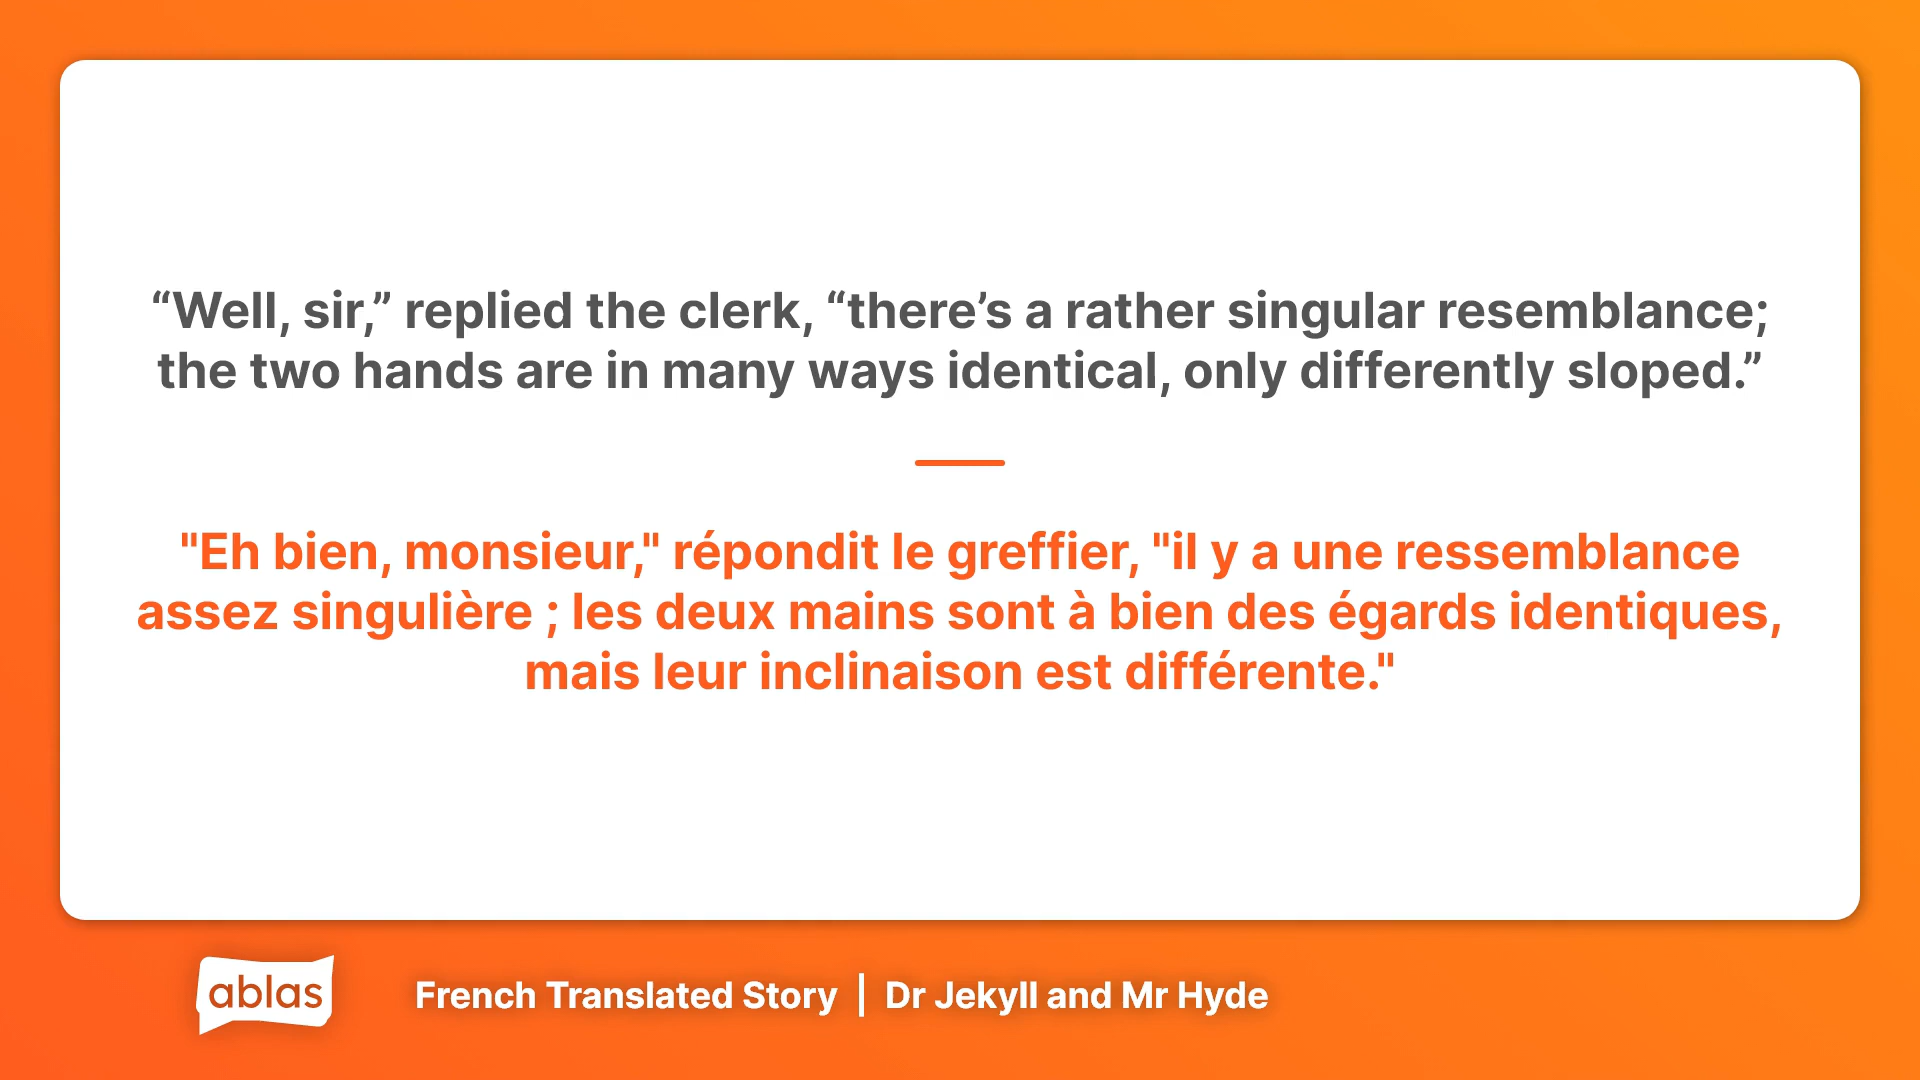 “Well, sir,” replied the clerk, “there’s a rather singular resemblance;
the two hands are in many ways identical, only differently sloped.”
"Eh bien, monsieur," répondit le greffier, "il y a une ressemblance
assez singulière ; les deux mains sont à bien des égards identiques,
mais leur inclinaison est différente."
ablas
French Translated Story | Dr Jekyll and Mr Hyde